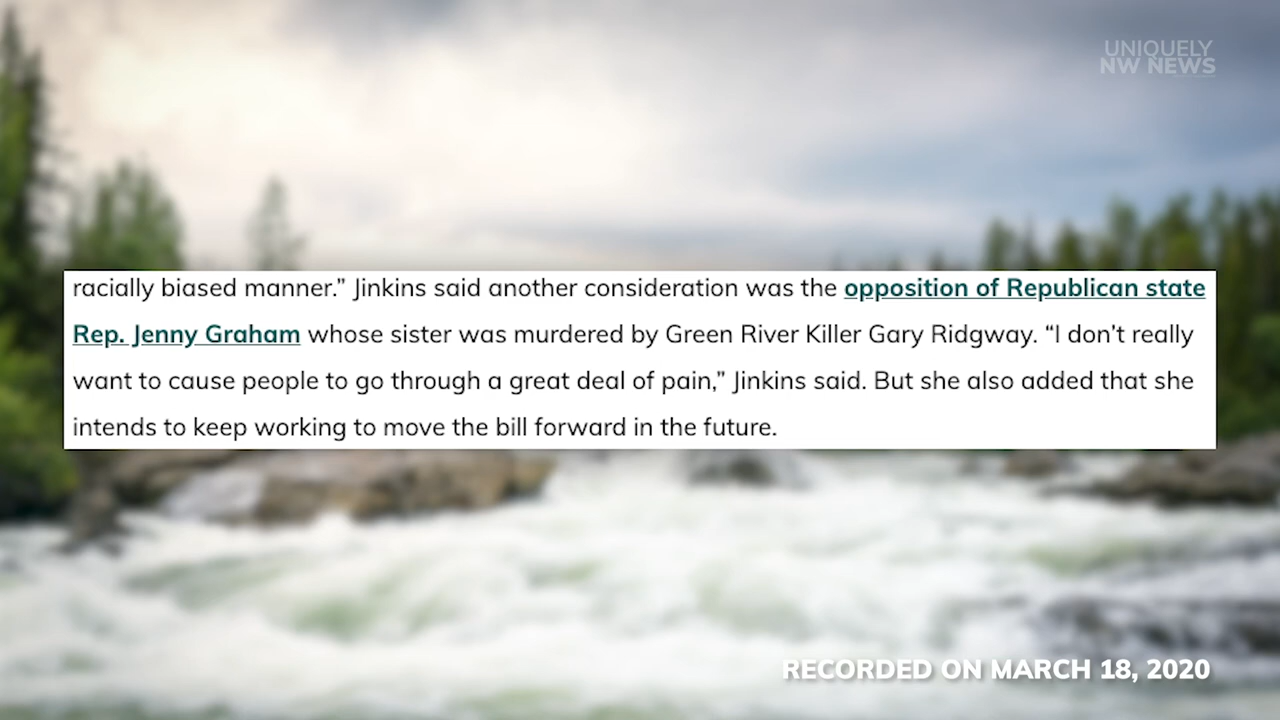 UNIQUELY
NW NEWS
racially biased manner.” Jinkins said another consideration was the opposition of Republican state
Rep. Jenny Graham whose sister was murdered by Green River Killer Gary Ridgway. “I don’t really
want to cause people to go through a great deal of pain,” Jinkins said. But she also added that she
intends to keep working to move the bill forward in the future.
RECORDED ON MARCH 18, 2020